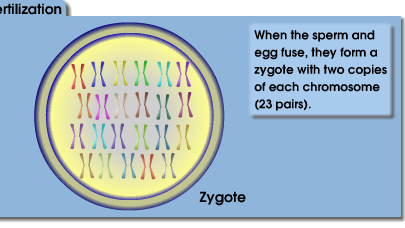 ertilization
When the sperm and
egg fuse, they form a
zygote with two copies
of each chromosome
(23 pairs).
Zygote